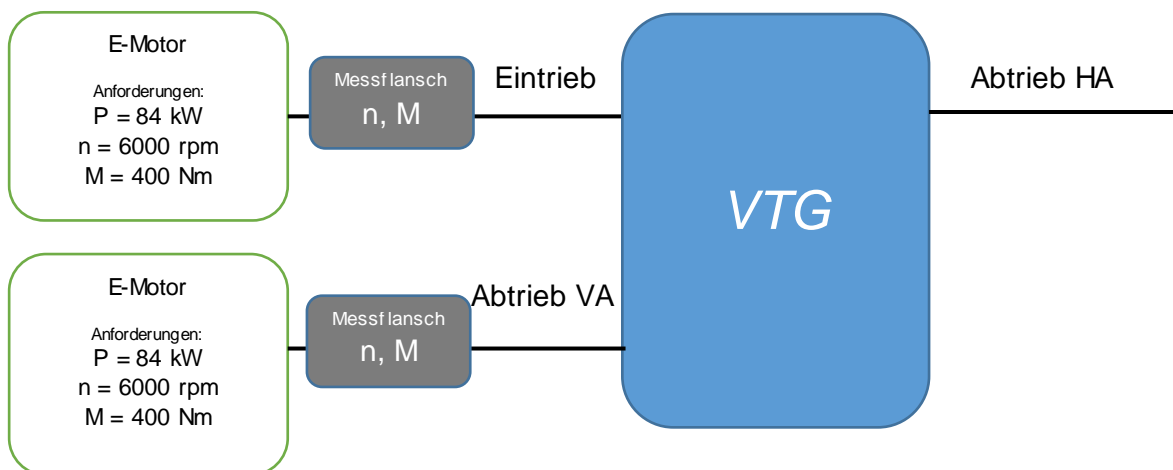 E-Motor
Anforderungen:
P = 84 kW
n = 6000 rpm
M = 400 Nm
Messflansch
n, M
Eintrieb
VTG
Abtrieb HA
E-Motor
Anforderungen:
P = 84 kW
n = 6000 rpm
M = 400 Nm
Messflansch
n, M
Abtrieb VA